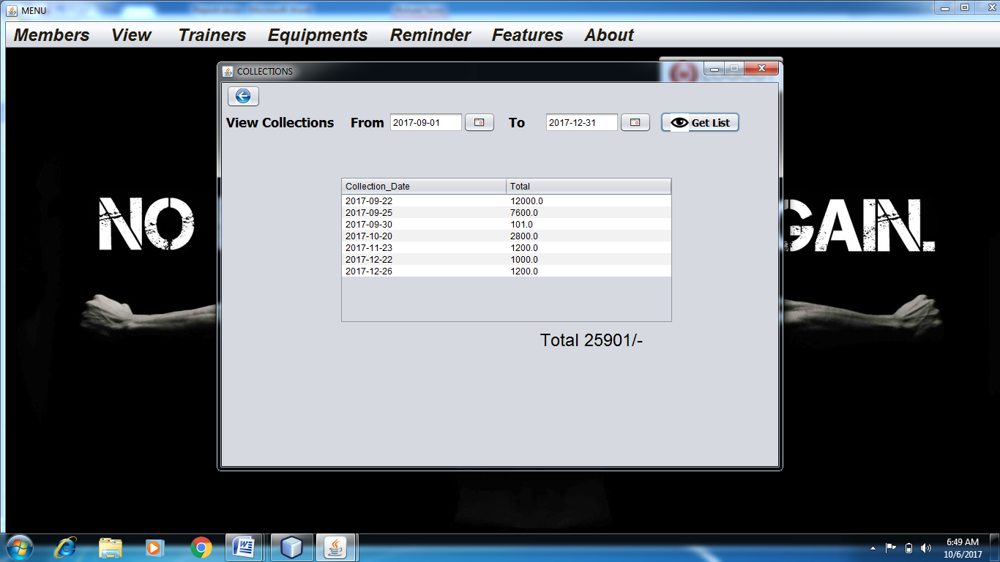 MENU
Members View Trainers Equipments Reminder Features About
COLLECTIONS
View Collections From 2017-09-01 To 2017-12-31 Get List
Collection_Date Total
2017-09-22 12000.0
2017-09-25 7600.0
2017-09-30 101.0
2017-10-20 2800.0
2017-11-23 1200.0
2017-12-22 1000.0
2017-12-26 1200.0
NO GAIN.
Total 25901/-
6:49 AM
10/6/2017